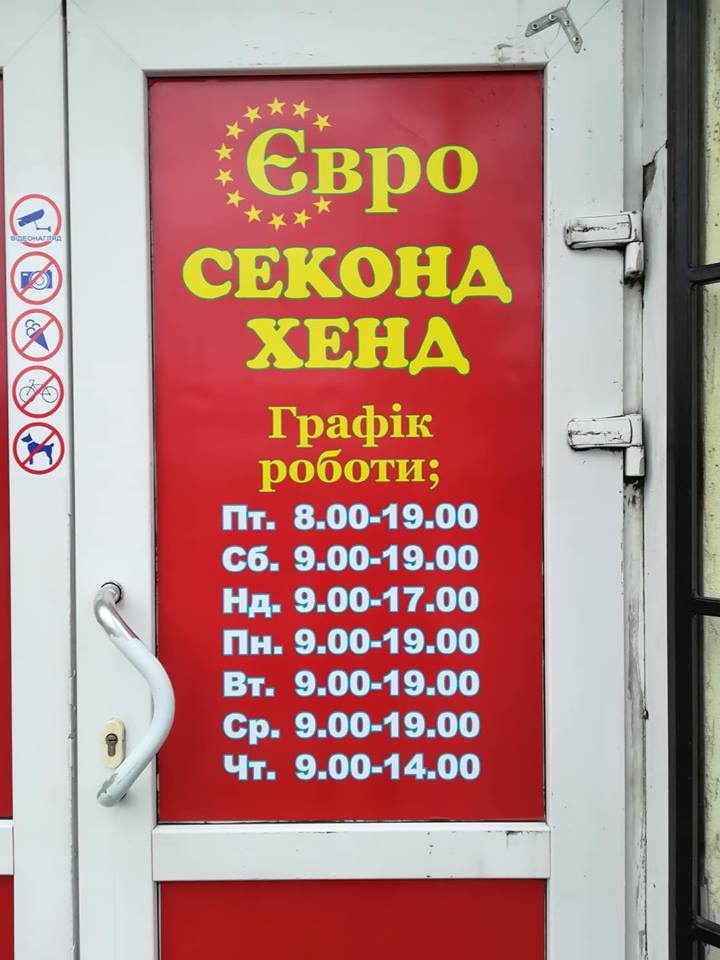 Євро
СЕКОНД
ХЕНД
Графік
роботи;
Пт. 8.00-19.00
Сб. 9.00-19.00
Нд. 9.00-17.00
Пн. 9.00-19.00
Вт. 9.00-19.00
Ср. 9.00-19.00
Чт. 9.00-14.00
ВІДЕОНАГЛЯД